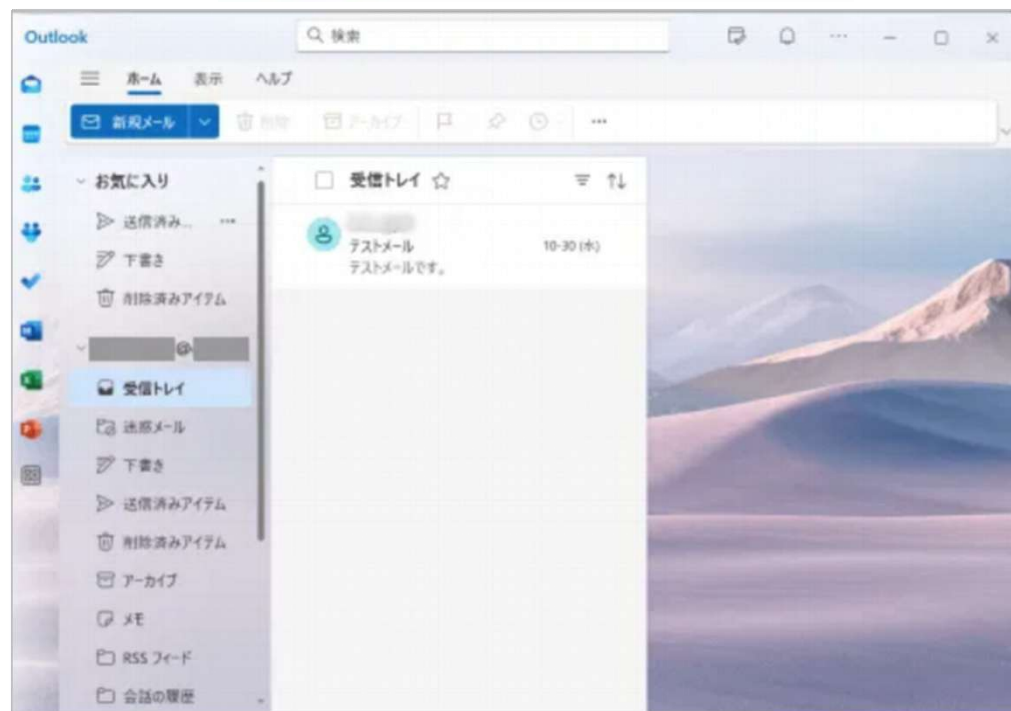 Outlook
検索
ホーム 表示 ヘルプ
新規メール 削除 アーカイブ
お気に入り
送信済み...
下書き
削除済みアイテム
@
受信トレイ
迷惑メール
下書き
送信済みアイテム
削除済みアイテム
アーカイブ
メモ
RSS フィード
会話の履歴
受信トレイ
テストメール 10-30 (水)
テストメールです。